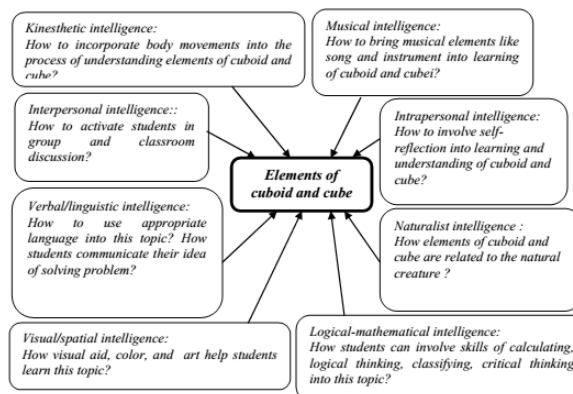 Kinesthetic intelligence:
How to incorporate body movements into the
process of understanding elements of cuboid and
cube?
Musical intelligence:
How to bring musical elements like
song and instrument into learning
of cuboid and cubei?
Interpersonal intelligence::
How to activate students in
group and classroom
discussion?
Intrapersonal intelligence:
How to involve self-
reflection into learning and
understanding of cuboid and
cube?
Elements of
cuboid and cube
Verbal/linguistic intelligence:
How to use appropriate
language into this topic? How
students communicate their idea
of solving problem?
Naturalist intelligence :
How elements of cuboid and
cube are related to the natural
creature ?
Visual/spatial intelligence:
How visual aid, color, and art help students
learn this topic?
Logical-mathematical intelligence:
How students can involve skills of calculating,
logical thinking, classifying, critical thinking
into this topic?